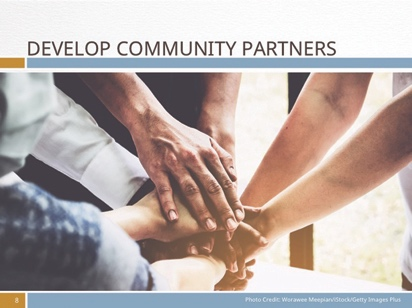 DEVELOP COMMUNITY PARTNERS
8
Photo Credit: Worawee Meepian/iStock/Getty Images Plus